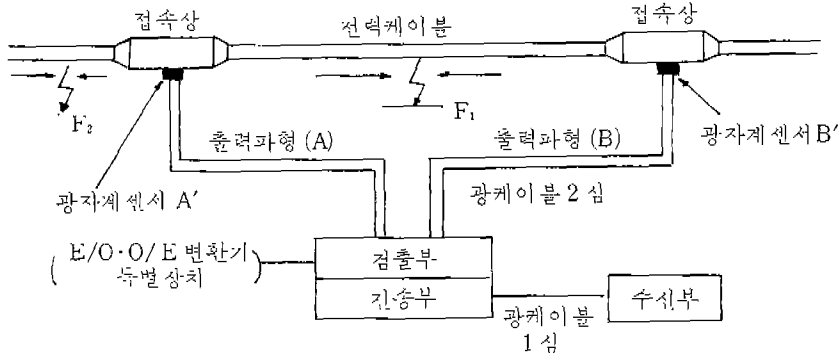 접속상
전력케이블
접속상
F₂
F₁
출력파형(A)
출력파형(B)
광자계센서 B′
광자계센서 A′
광케이블2심
(E/O·O/E 변환기
특별장치)
검출부
전송부
광케이블
1심
수신부